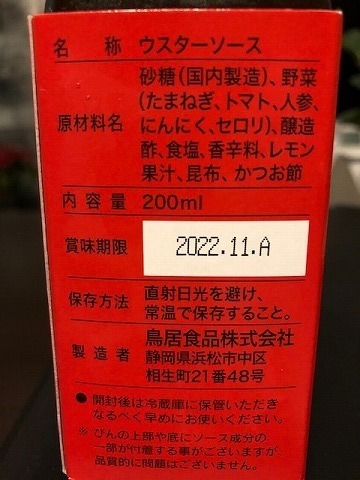 名称 ウスターソース
原材料名 砂糖(国内製造)、野菜
(たまねぎ、トマト、人参、
にんにく、セロリ)、醸造
酢、食塩、香辛料、レモン
果汁、昆布、かつお節
内容量 200ml
賞味期限 2022.11.A
保存方法 直射日光を避け、
常温で保存すること。
製造者 鳥居食品株式会社
静岡県浜松市中区
相生町21番48号
● 開封後は冷蔵庫に保管いただき
なるべく早めにお使いください。
※ びんの上部や底にソース成分の
一部が付着する事がございますが、
品質的に問題はございません。